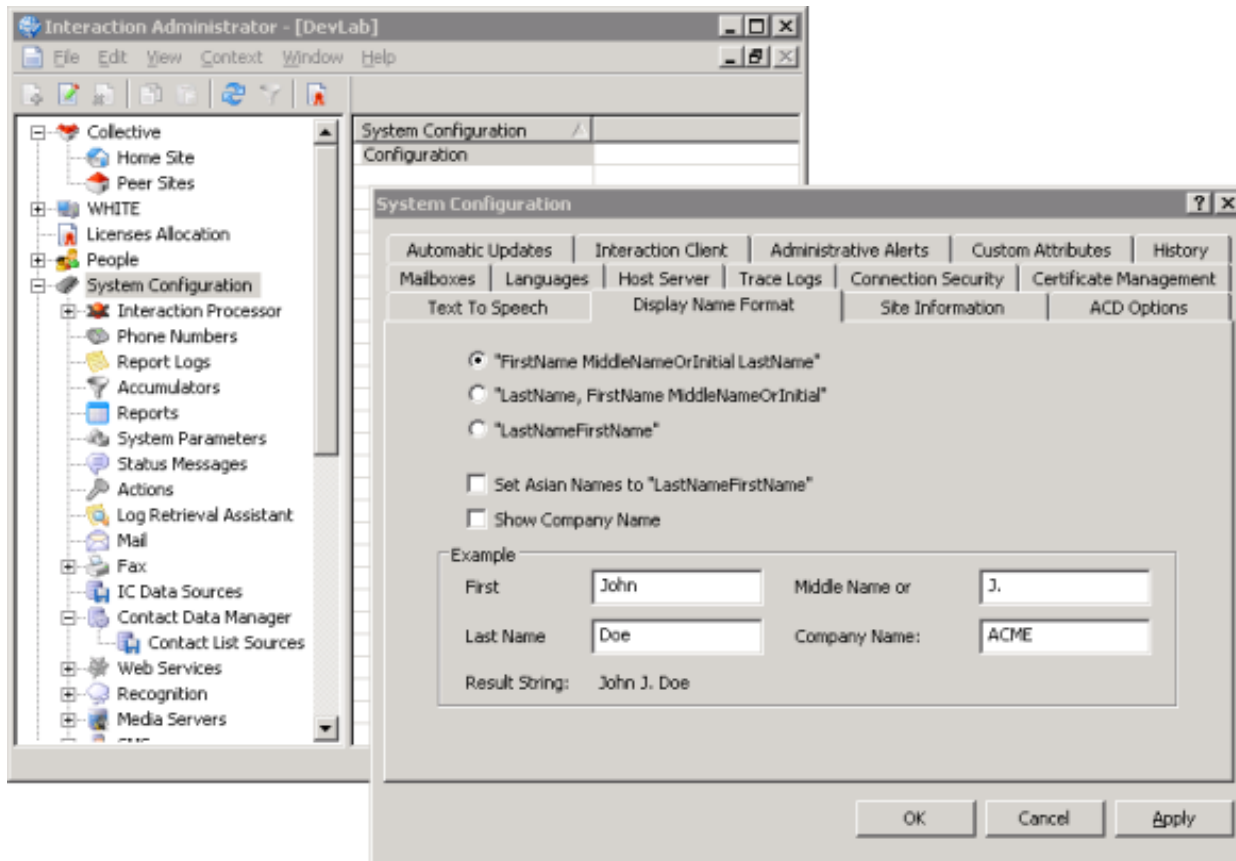 Interaction Administrator - [DevLab]
File Edit View Context Window Help
Collective
Home Site
Peer Sites
WHITE
Licenses Allocation
People
System Configuration
Interaction Processor
Phone Numbers
Report Logs
Accumulators
Reports
System Parameters
Status Messages
Actions
Log Retrieval Assistant
Mail
Fax
IC Data Sources
Contact Data Manager
Contact List Sources
Web Services
Recognition
Media Servers
System Configuration
Configuration
System Configuration
Automatic Updates Interaction Client Administrative Alerts Custom Attributes History
Mailboxes Languages Host Server Trace Logs Connection Security Certificate Management
Text To Speech Display Name Format Site Information ACD Options
"FirstName MiddleNameOrInitial LastName"
"LastName, FirstName MiddleNameOrInitial"
"LastNameFirstName"
Set Asian Names to "LastNameFirstName"
Show Company Name
Example
First John Middle Name or J.
Last Name Doe Company Name: ACME
Result String: John J. Doe
OK Cancel Apply